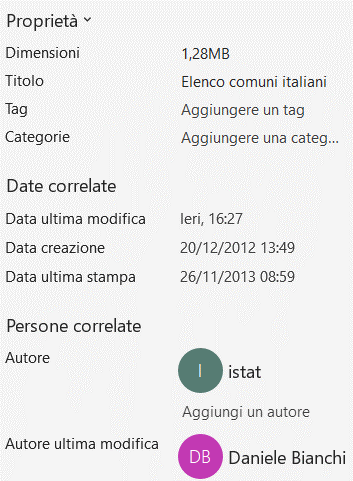 Proprietà
Dimensioni 1,28MB
Titolo Elenco comuni italiani
Tag Aggiungere un tag
Categorie Aggiungere una categ...
Date correlate
Data ultima modifica Ieri, 16:27
Data creazione 20/12/2012 13:49
Data ultima stampa 26/11/2013 08:59
Persone correlate
Autore I istat
Aggiungi un autore
Autore ultima modifica DB Daniele Bianchi